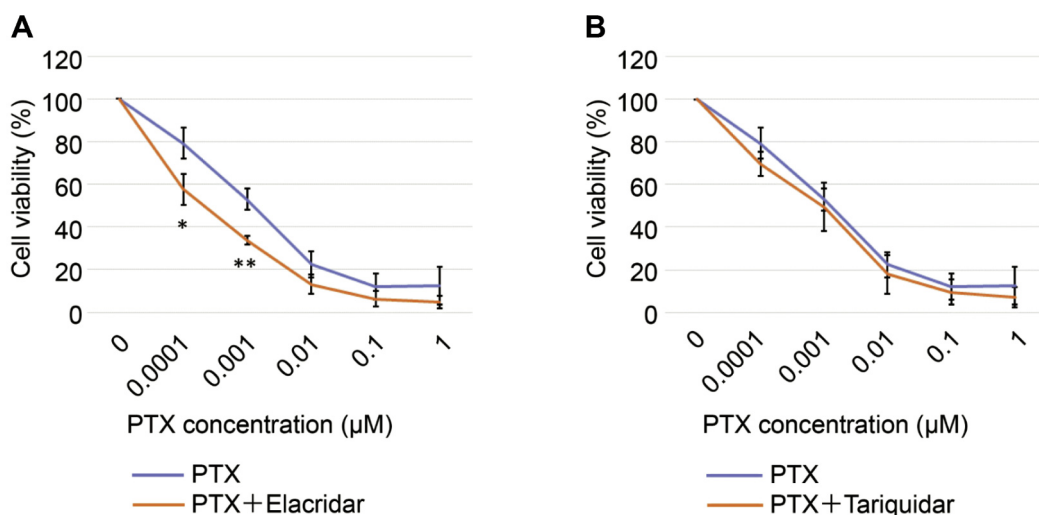 A
Cell viability (%)
120
100
80
60
40
20
0
*
**
0
0.0001
0.001
0.01
0.1
1
PTX concentration (µM)
PTX
PTX+Elacridar
B
Cell viability (%)
120
100
80
60
40
20
0
0
0.0001
0.001
0.01
0.1
1
PTX concentration (µM)
PTX
PTX+Tariquidar